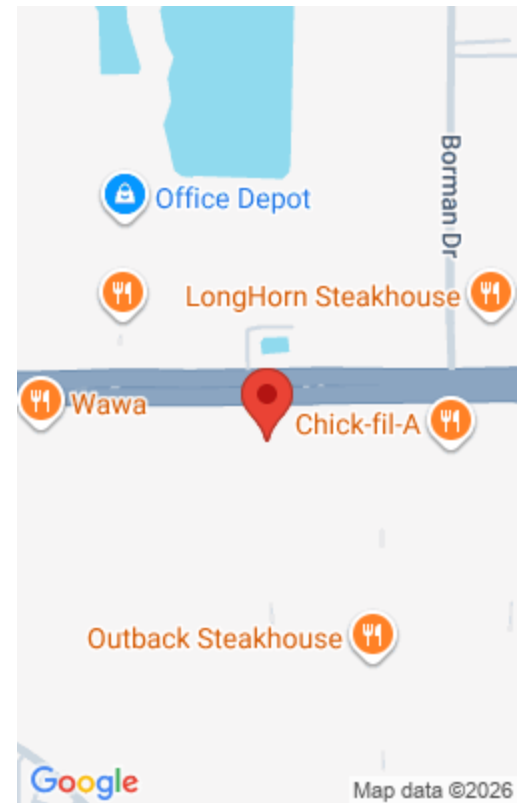 Borman Dr
Office Depot
LongHorn Steakhouse
Wawa
Chick-fil-A
Outback Steakhouse
Google
Map data ©2026